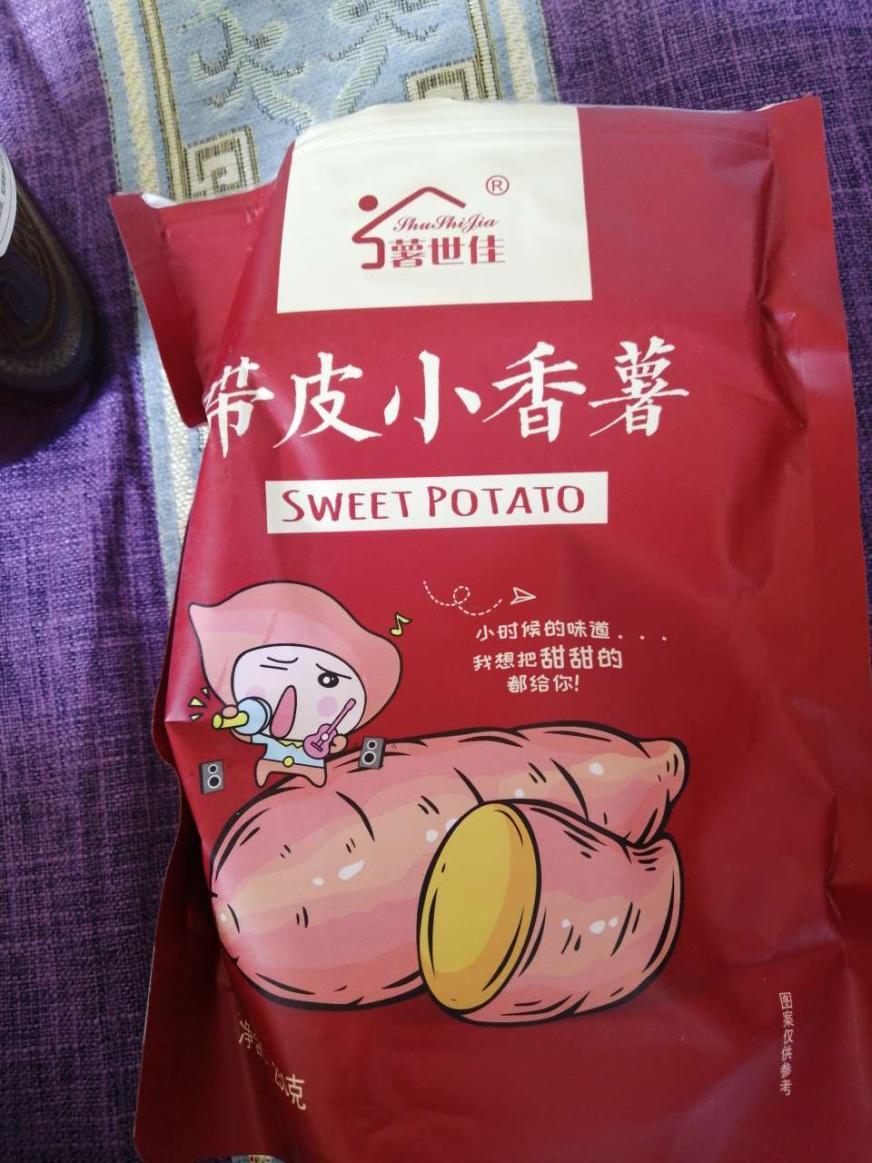 ®
ShuShiJia
薯世佳
带皮小香薯
SWEET POTATO
小时候的味道...
我想把甜甜的
都给你!
图案仅供参考